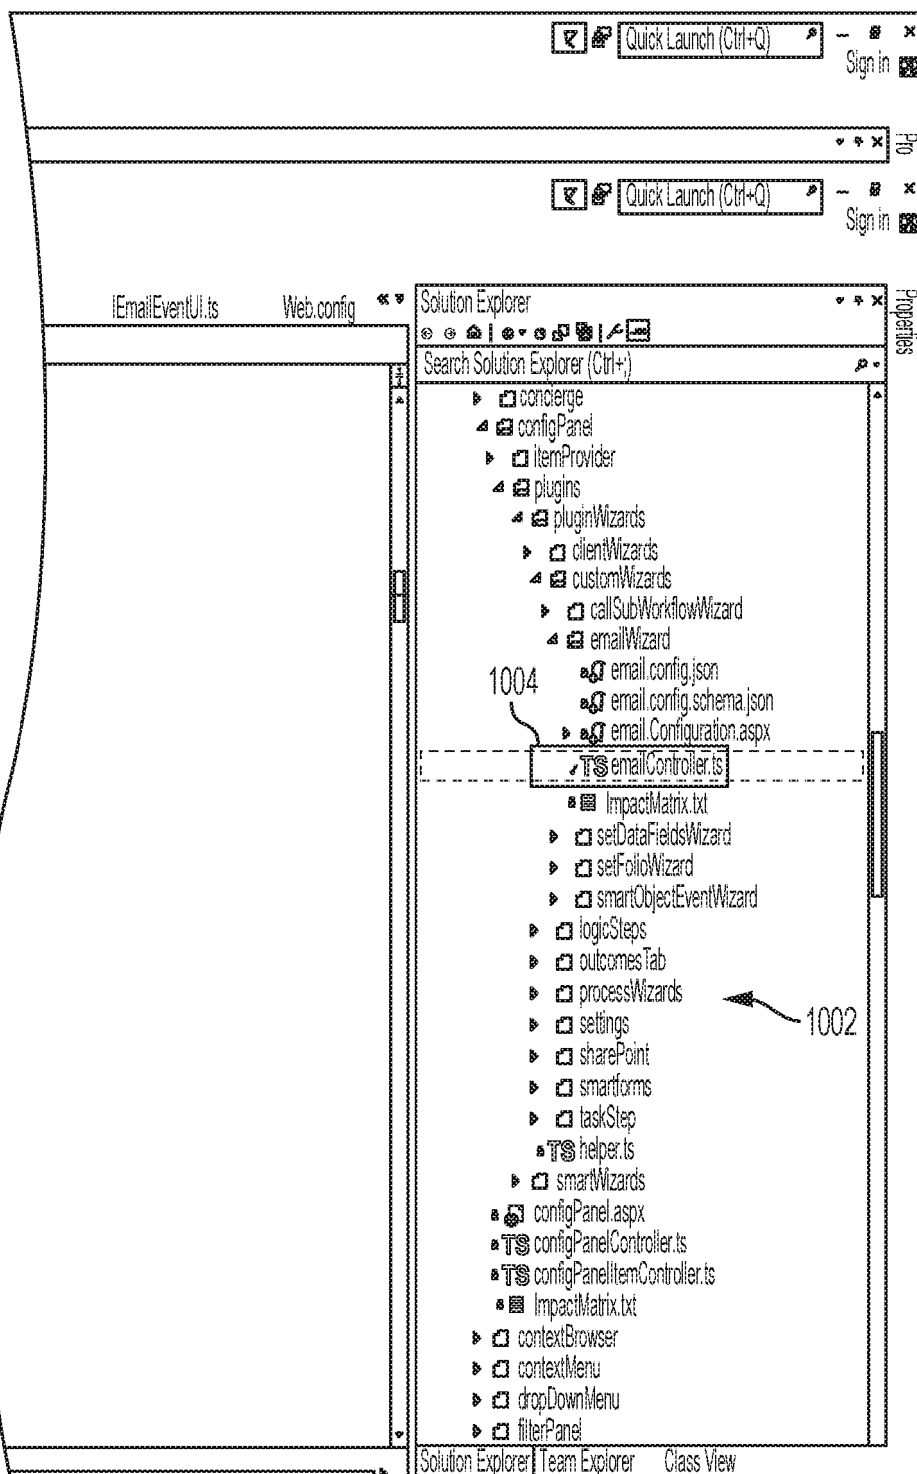 Quick Launch (Ctrl+Q)
Sign in
Pro
Quick Launch (Ctrl+Q)
Sign in
IEmailEventUI.ts Web.config
Solution Explorer
Properties
Search Solution Explorer (Ctrl+;)
concierge
configPanel
itemProvider
plugins
pluginWizards
clientWizards
customWizards
callSubWorkflowWizard
emailWizard
email.config.json
1004
email.config.schema.json
email.Configuration.aspx
TS emailController.ts
ImpactMatrix.txt
setDataFieldsWizard
setFolioWizard
smartObjectEventWizard
logicSteps
outcomesTab
processWizards
1002
settings
sharePoint
smartforms
taskStep
TS helper.ts
smartWizards
configPanel.aspx
TS configPanelController.ts
TS configPanelItemController.ts
ImpactMatrix.txt
contextBrowser
contextMenu
dropDownMenu
filterPanel
Solution Explorer Team Explorer Class View